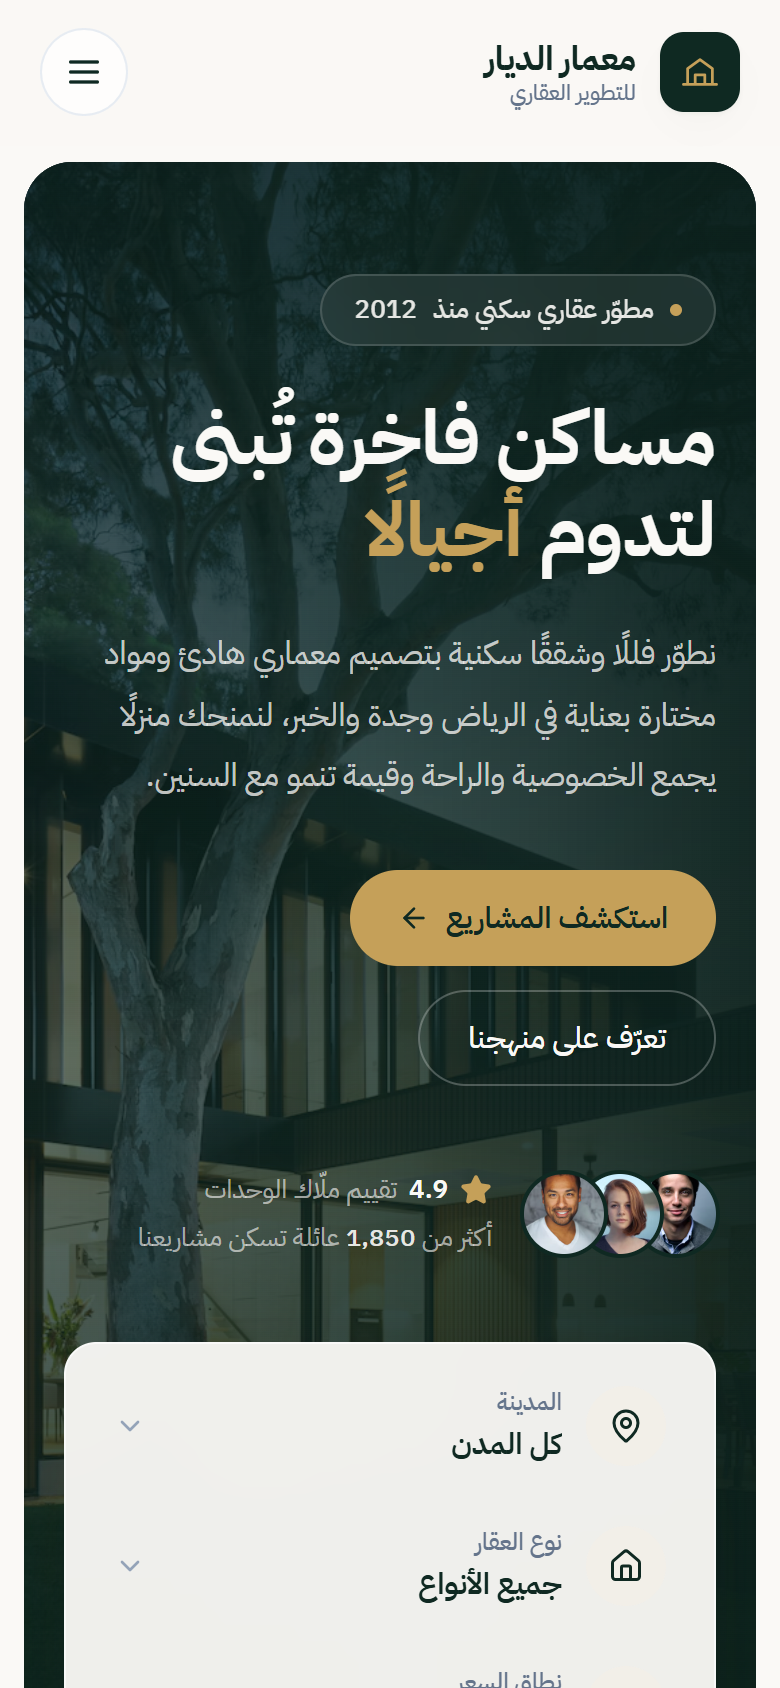 معمار الديار
للتطوير العقاري
مطوّر عقاري سكني منذ 2012
مساكن فاخرة تُبنى
لتدوم أجيالًا
نطوّر فللًا وشققًا سكنية بتصميم معماري هادئ ومواد
مختارة بعناية في الرياض وجدة والخبر، لنمنحك منزلًا
يجمع الخصوصية والراحة وقيمة تنمو مع السنين.
استكشف المشاريع
تعرّف على منهجنا
4.9 تقييم ملّاك الوحدات
أكثر من 1,850 عائلة تسكن مشاريعنا
المدينة
كل المدن
نوع العقار
جميع الأنواع
نطاق السعر